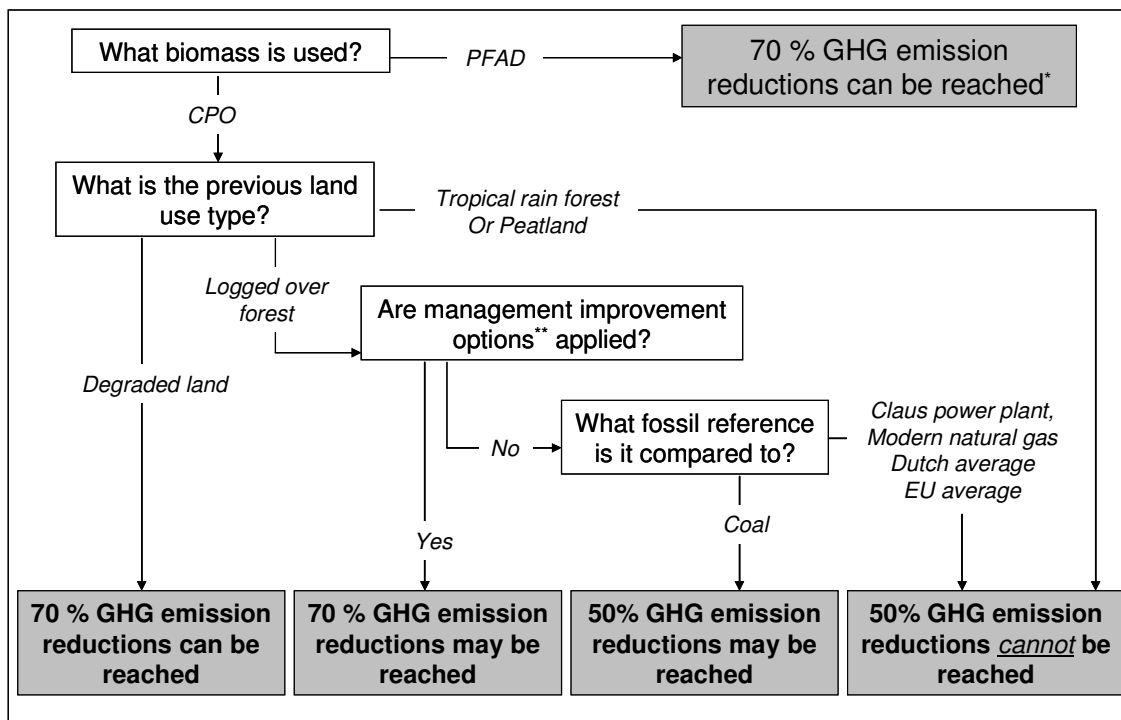 What biomass is used?
PFAD
70 % GHG emission
reductions can be reached*
CPO
What is the previous land
use type?
Tropical rain forest
Or Peatland
Logged over
forest
Are management improvement
options** applied?
Degraded land
What fossil reference
is it compared to?
Claus power plant,
Modern natural gas
Dutch average
EU average
No
Yes
Coal
70 % GHG emission
reductions can be
reached
70 % GHG emission
reductions may be
reached
50% GHG emission
reductions may be
reached
50% GHG emission
reductions cannot be
reached